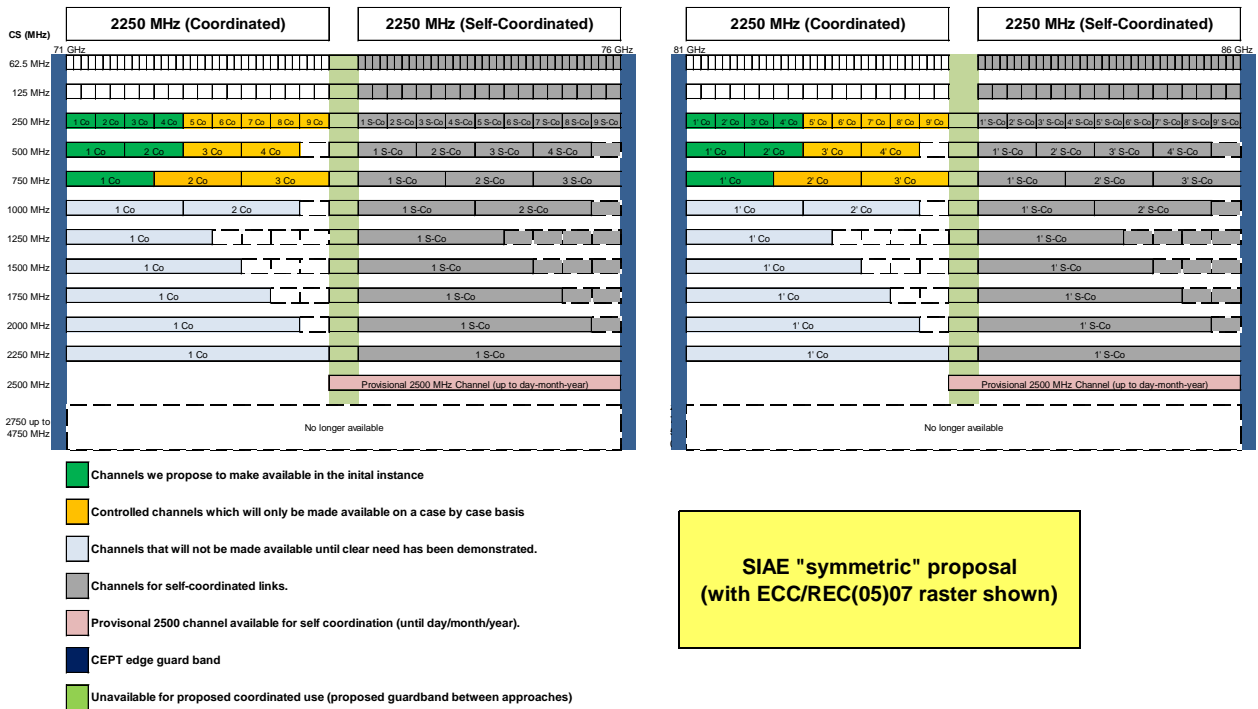 2250 MHz (Coordinated) 2250 MHz (Self-Coordinated) 2250 MHz (Coordinated) 2250 MHz (Self-Coordinated)
CS (MHz)
71 GHz 76 GHz 81 GHz 86 GHz
62.5 MHz
125 MHz
250 MHz 1 Co 2 Co 3 Co 4 Co 5 Co 6 Co 7 Co 8 Co 9 Co 1 S-Co 2 S-Co 3 S-Co 4 S-Co 5 S-Co 6 S-Co 7 S-Co 8 S-Co 9 S-Co 1' Co 2' Co 3' Co 4' Co 5' Co 6' Co 7' Co 8' Co 9' Co 1' S-Co 2' S-Co 3' S-Co 4' S-Co 5' S-Co 6' S-Co 7' S-Co 8' S-Co 9' S-Co
500 MHz 1 Co 2 Co 3 Co 4 Co 1 S-Co 2 S-Co 3 S-Co 4 S-Co 1' Co 2' Co 3' Co 4' Co 1' S-Co 2' S-Co 3' S-Co 4' S-Co
750 MHz 1 Co 2 Co 3 Co 1 S-Co 2 S-Co 3 S-Co 1' Co 2' Co 3' Co 1' S-Co 2' S-Co 3' S-Co
1000 MHz 1 Co 2 Co 1 S-Co 2 S-Co 1' Co 2' Co 1' S-Co 2' S-Co
1250 MHz 1 Co 1 S-Co 1' Co 1' S-Co
1500 MHz 1 Co 1 S-Co 1' Co 1' S-Co
1750 MHz 1 Co 1 S-Co 1' Co 1' S-Co
2000 MHz 1 Co 1 S-Co 1' Co 1' S-Co
2250 MHz 1 Co 1 S-Co 1' Co 1' S-Co
2500 MHz Provisional 2500 MHz Channel (up to day-month-year) Provisional 2500 MHz Channel (up to day-month-year)
2750 up to
4750 MHz No longer available No longer available
Channels we propose to make available in the inital instance
Controlled channels which will only be made available on a case by case basis
Channels that will not be made available until clear need has been demonstrated.
Channels for self-coordinated links.
Provisonal 2500 channel available for self coordination (until day/month/year).
CEPT edge guard band
Unavailable for proposed coordinated use (proposed guardband between approaches)
SIAE "symmetric" proposal
(with ECC/REC(05)07 raster shown)